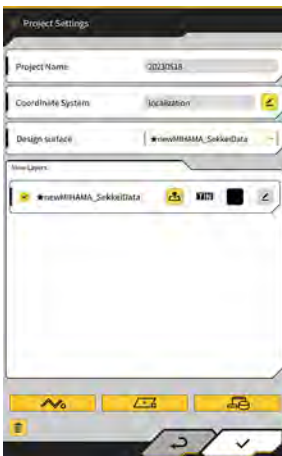 Project Settings
Project Name 20230518
Coordinate System localization
Design surface ★newMIHAMA_SekkeiData
View Layers
★newMIHAMA_SekkeiData TIN